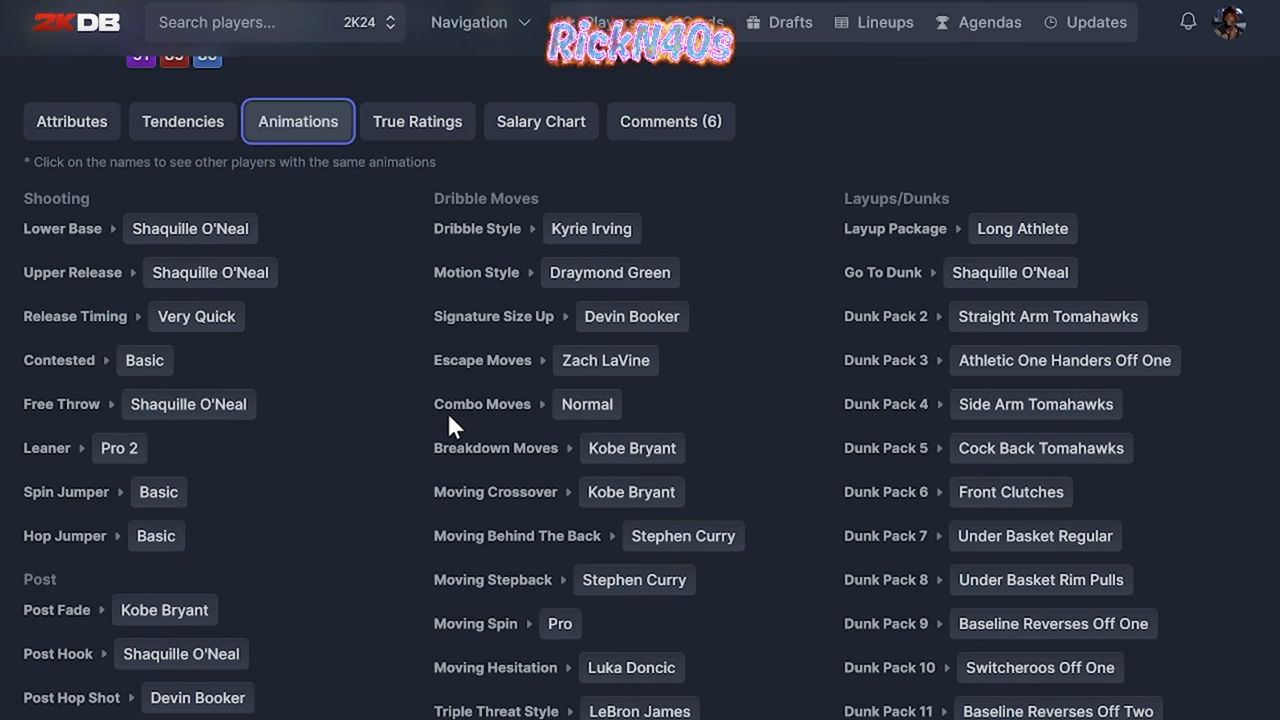 2KDB
Search players...
2K24
Navigation
Drafts
Lineups
Agendas
Updates
RickN40s
Attributes
Tendencies
Animations
True Ratings
Salary Chart
Comments (6)
* Click on the names to see other players with the same animations
Shooting
Lower Base Shaquille O'Neal
Upper Release Shaquille O'Neal
Release Timing Very Quick
Contested Basic
Free Throw Shaquille O'Neal
Leaner Pro 2
Spin Jumper Basic
Hop Jumper Basic
Post
Post Fade Kobe Bryant
Post Hook Shaquille O'Neal
Post Hop Shot Devin Booker
Dribble Moves
Dribble Style Kyrie Irving
Motion Style Draymond Green
Signature Size Up Devin Booker
Escape Moves Zach LaVine
Combo Moves Normal
Breakdown Moves Kobe Bryant
Moving Crossover Kobe Bryant
Moving Behind The Back Stephen Curry
Moving Stepback Stephen Curry
Moving Spin Pro
Moving Hesitation Luka Doncic
Triple Threat Style LeBron James
Layups/Dunks
Layup Package Long Athlete
Go To Dunk Shaquille O'Neal
Dunk Pack 2 Straight Arm Tomahawks
Dunk Pack 3 Athletic One Handers Off One
Dunk Pack 4 Side Arm Tomahawks
Dunk Pack 5 Cock Back Tomahawks
Dunk Pack 6 Front Clutches
Dunk Pack 7 Under Basket Regular
Dunk Pack 8 Under Basket Rim Pulls
Dunk Pack 9 Baseline Reverses Off One
Dunk Pack 10 Switcheroos Off One
Dunk Pack 11 Baseline Reverses Off Two